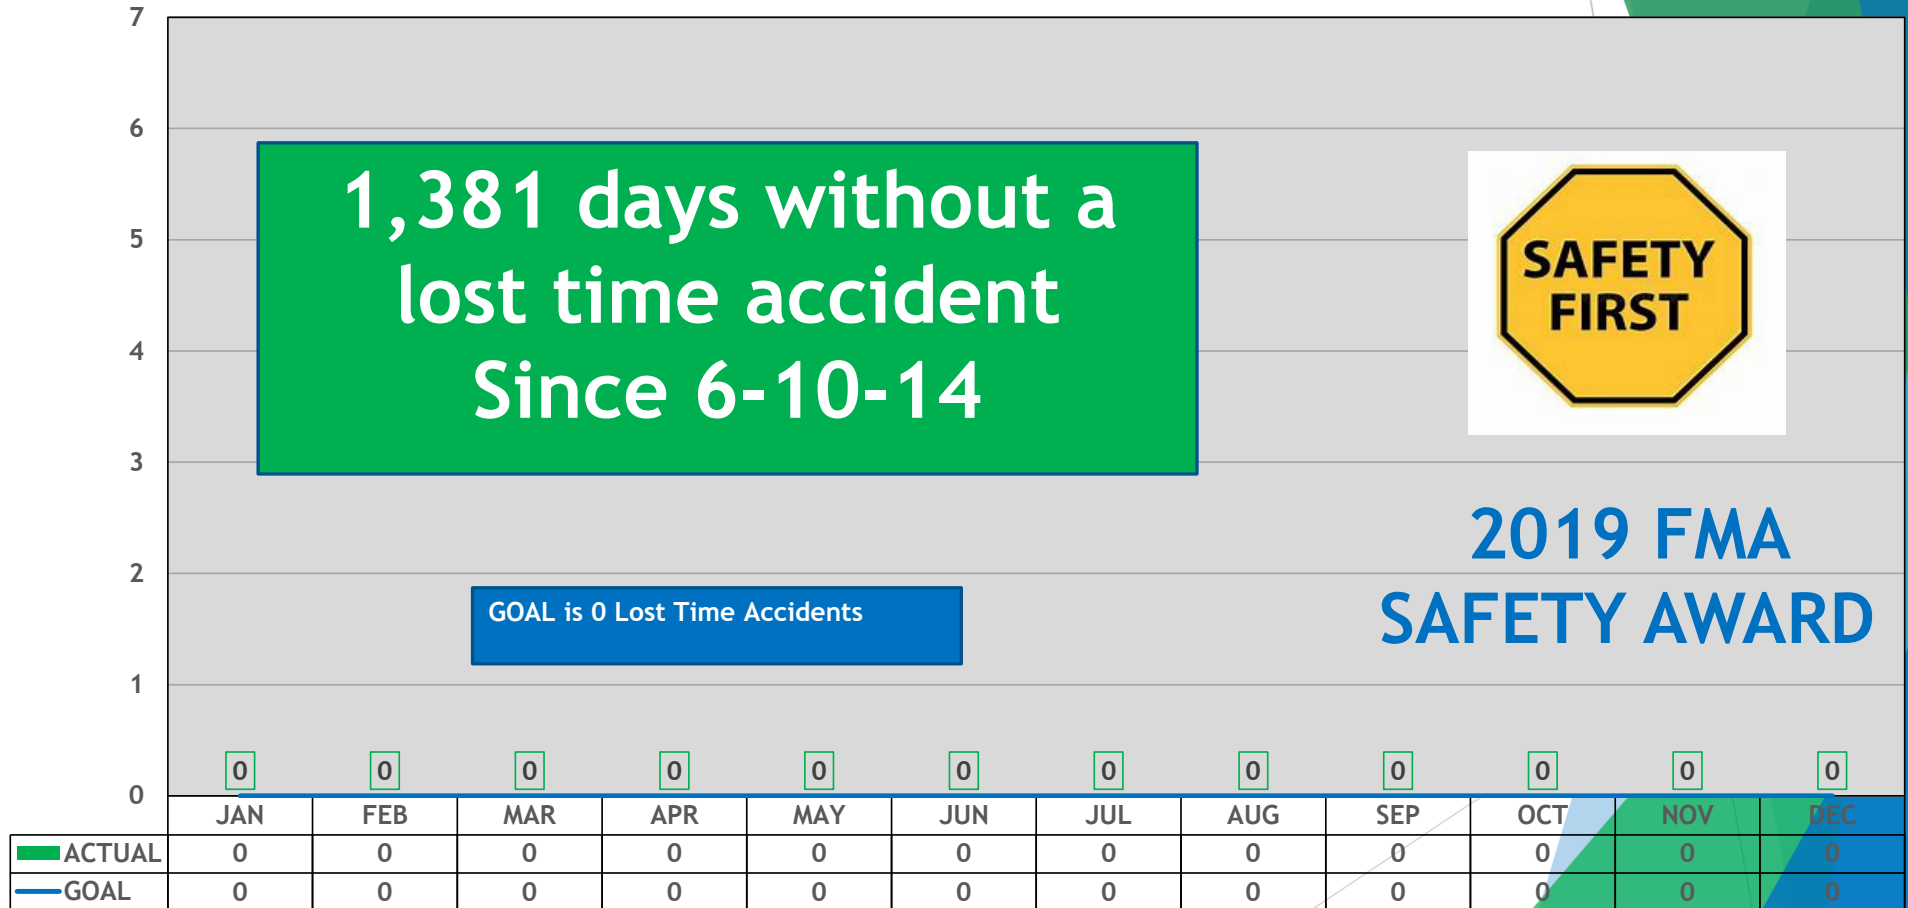 7
6
5
4
3
2
1
0
1,381 days without a
lost time accident
Since 6-10-14
SAFETY
FIRST
2019 FMA
SAFETY AWARD
GOAL is 0 Lost Time Accidents
0 0 0 0 0 0 0 0 0 0 0 0
JAN FEB MAR APR MAY JUN JUL AUG SEP OCT NOV DEC
ACTUAL 0 0 0 0 0 0 0 0 0 0 0 0
GOAL 0 0 0 0 0 0 0 0 0 0 0 0